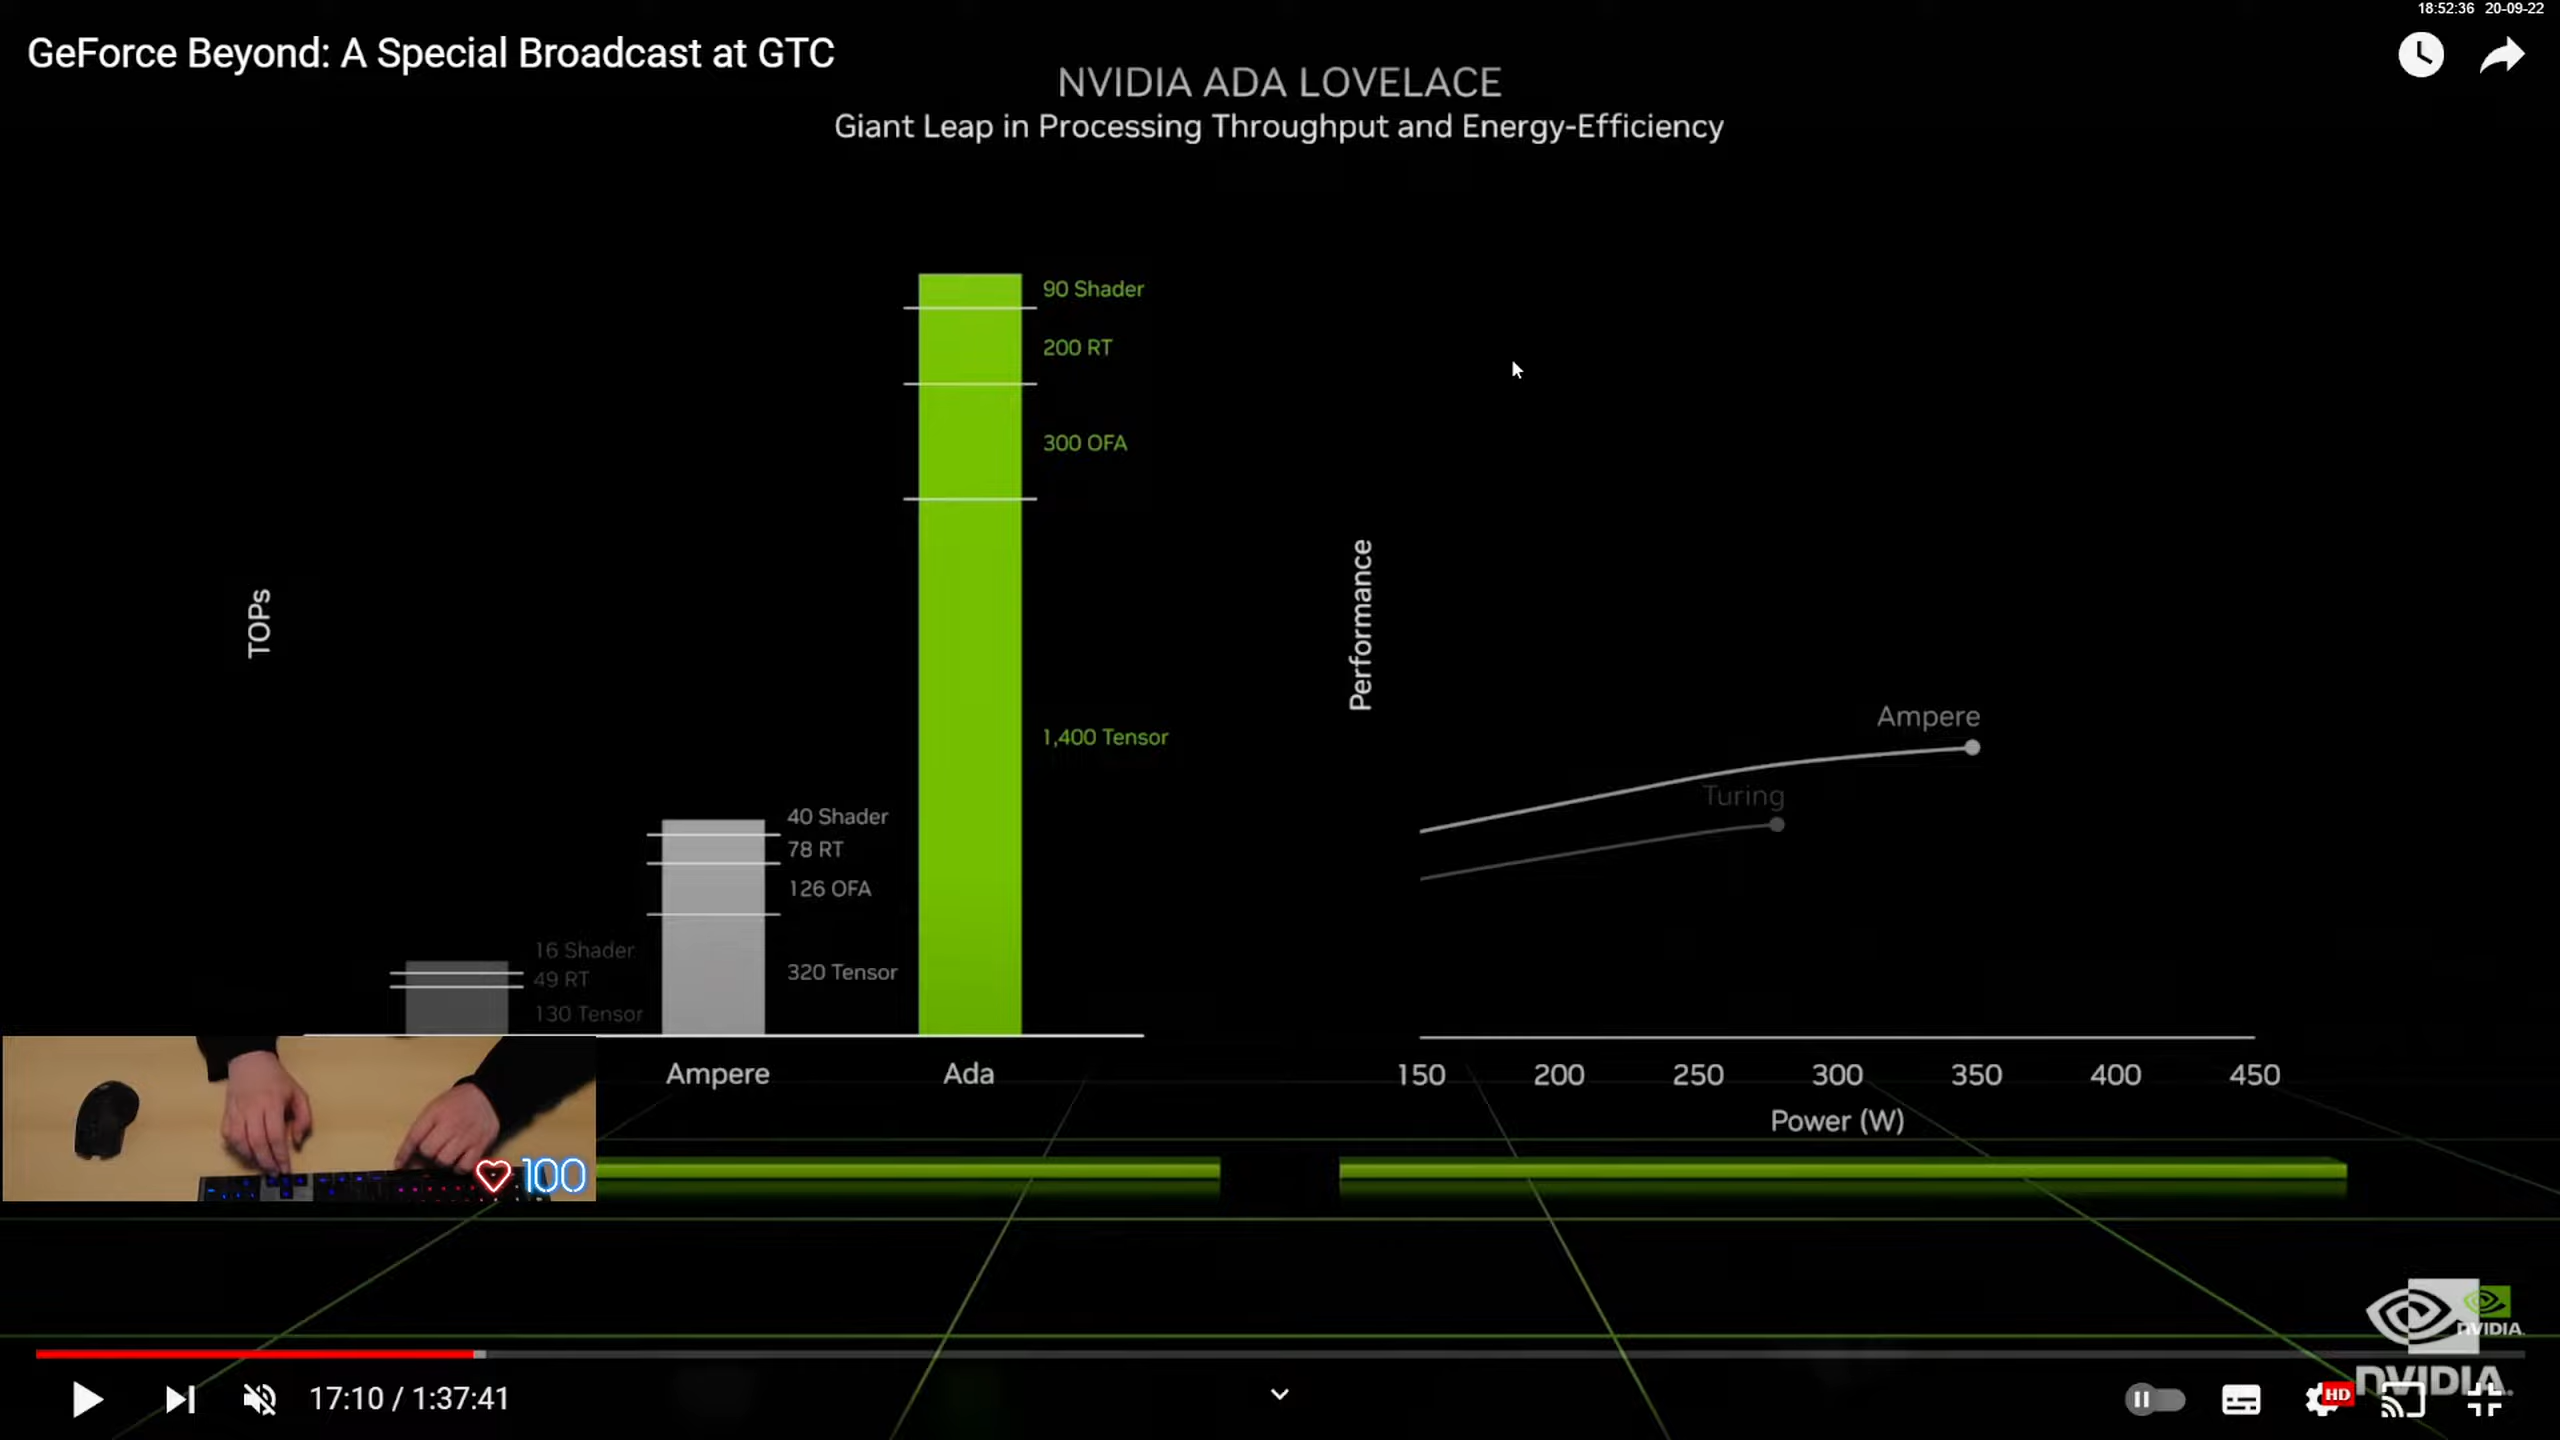 18:52:36 20-09-22
GeForce Beyond: A Special Broadcast at GTC
NVIDIA ADA LOVELACE
Giant Leap in Processing Throughput and Energy-Efficiency
TOPs
90 Shader
200 RT
300 OFA
1,400 Tensor
40 Shader
78 RT
126 OFA
320 Tensor
16 Shader
49 RT
130 Tensor
Ampere
Ada
Performance
Ampere
Turing
150 200 250 300 350 400 450
Power (W)
100
NVIDIA.
NVIDIA.
17:10 / 1:37:41
HD